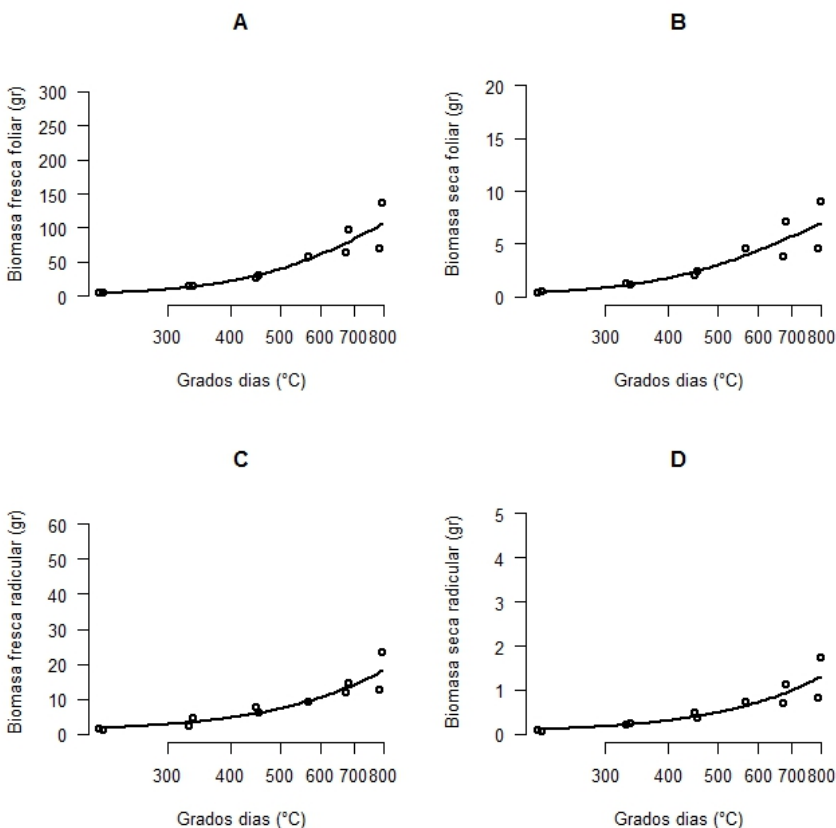 A
Biomasa fresca foliar (gr)
300
250
200
150
100
50
0
300 400 500 600 700 800
Grados dias (°C)
B
Biomasa seca foliar (gr)
20
15
10
5
0
300 400 500 600 700 800
Grados dias (°C)
C
Biomasa fresca radicular (gr)
60
50
40
30
20
10
0
300 400 500 600 700 800
Grados dias (°C)
D
Biomasa seca radicular (gr)
5
4
3
2
1
0
300 400 500 600 700 800
Grados dias (°C)